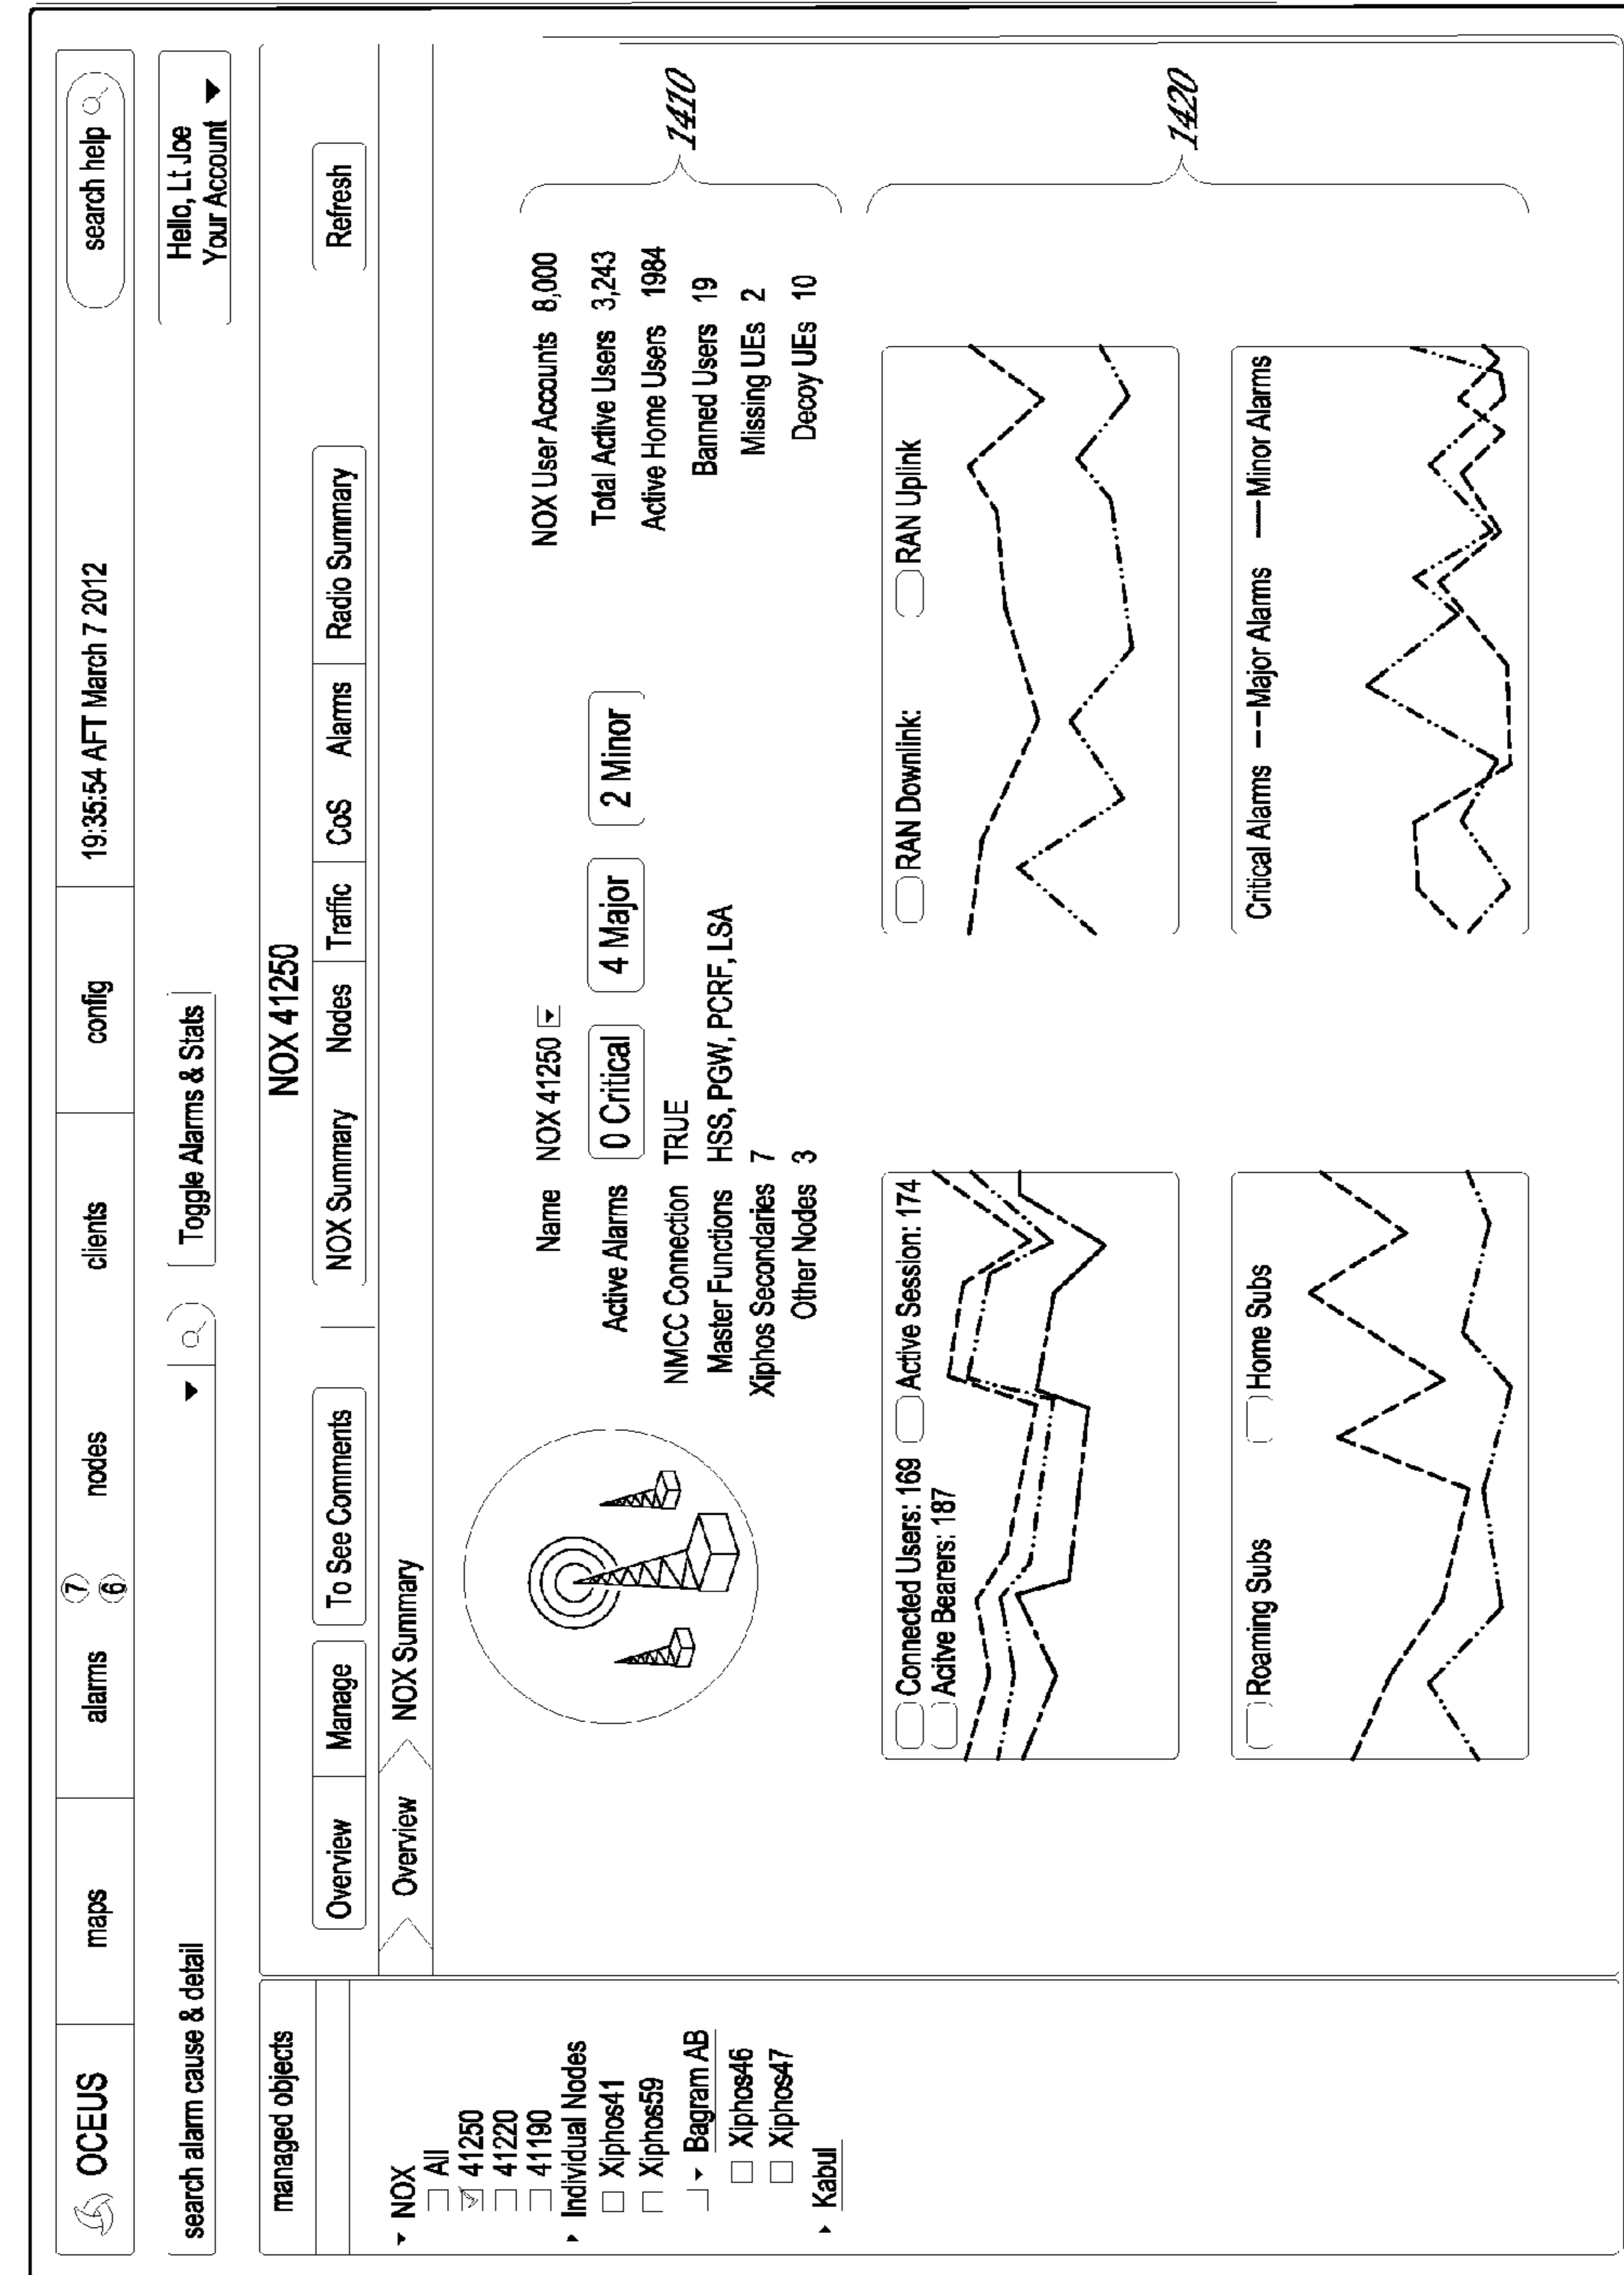 OCEUS maps alarms 7 6 nodes clients config 19:35:54 AFT March 7 2012 search help
search alarm cause & detail Toggle Alarms & Stats Hello, Lt Joe
Your Account
managed objects
NOX 41250
Overview Manage To See Comments NOX Summary Nodes Traffic CoS Alarms Radio Summary Refresh
Overview NOX Summary
NOX
All
41250
41220
41190
Individual Nodes
Xiphos41
Xiphos59
Bagram AB
Xiphos46
Xiphos47
Kabul
Name NOX 41250
Active Alarms 0 Critical 4 Major 2 Minor
NMCC Connection TRUE
Master Functions HSS, PGW, PCRF, LSA
Xiphos Secondaries 7
Other Nodes 3
NOX User Accounts 8,000
Total Active Users 3,243
Active Home Users 1984
Banned Users 19
Missing UEs 2
Decoy UEs 10
1410
Connected Users: 169 Active Session: 174
Acitve Bearers: 187
RAN Downlink: RAN Uplink
Roaming Subs Home Subs
Critical Alarms Major Alarms Minor Alarms
1420